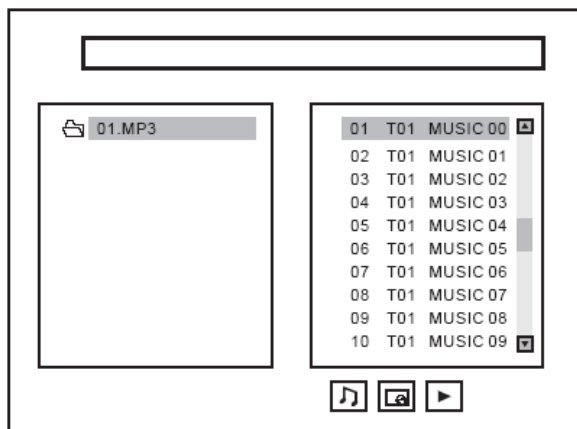 01.MP3
01 T01 MUSIC 00
02 T01 MUSIC 01
03 T01 MUSIC 02
04 T01 MUSIC 03
05 T01 MUSIC 04
06 T01 MUSIC 05
07 T01 MUSIC 06
08 T01 MUSIC 07
09 T01 MUSIC 08
10 T01 MUSIC 09